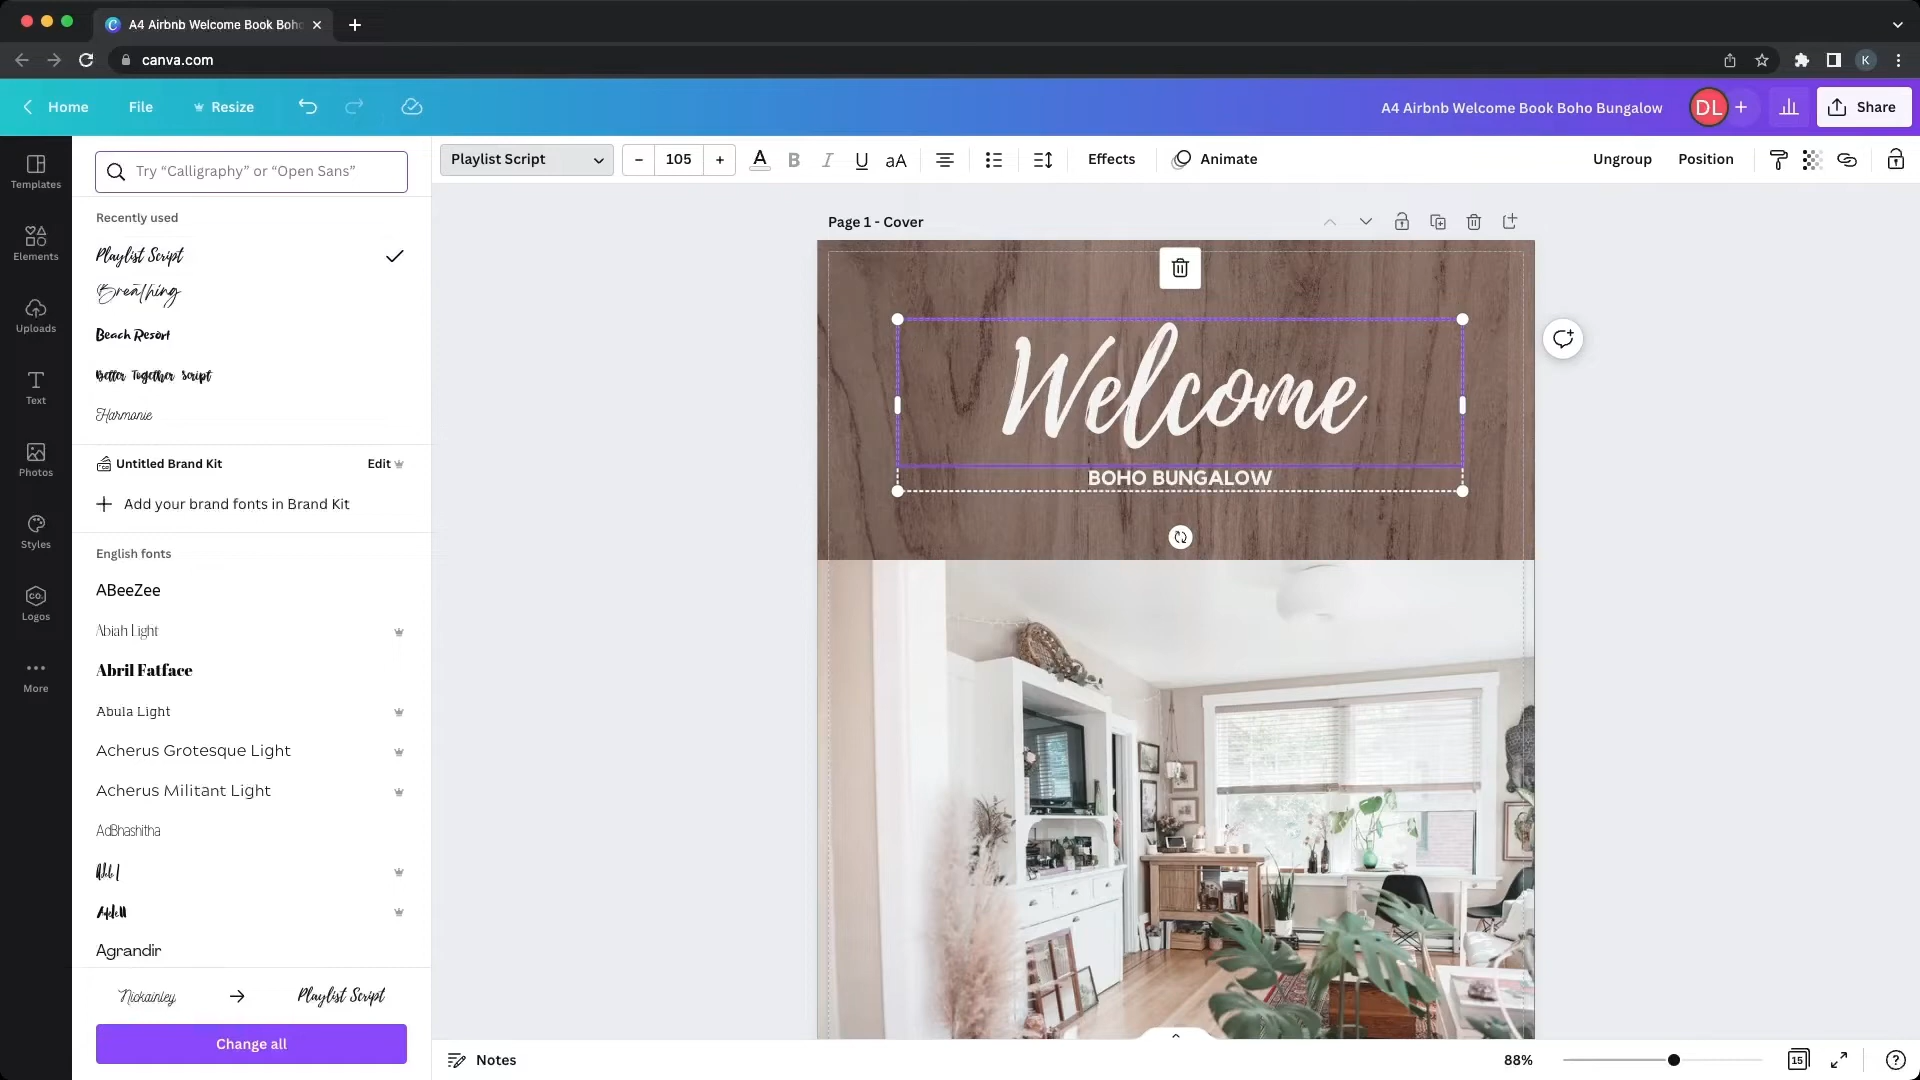 A4 Airbnb Welcome Book Boh
canva.com
K
Home
File
Resize
A4 Airbnb Welcome Book Boho Bungalow
DL
Share
Templates
Elements
Uploads
Text
Photos
Styles
CO.
Logos
More
Try “Calligraphy” or “Open Sans”
Recently used
Playlist Script
Breathing
Beach Resort
Better Together Script
Harmonie
Untitled Brand Kit
Edit
Add your brand fonts in Brand Kit
English fonts
ABeeZee
Abiah Light
Abril Fatface
Abula Light
Acherus Grotesque Light
Acherus Militant Light
AdBhashitha
Agrandir
Nickainley
Playlist Script
Change all
Playlist Script
105
A
B
I
U
aA
Effects
Animate
Ungroup
Position
Page 1 - Cover
Welcome
BOHO BUNGALOW
Notes
88%
15